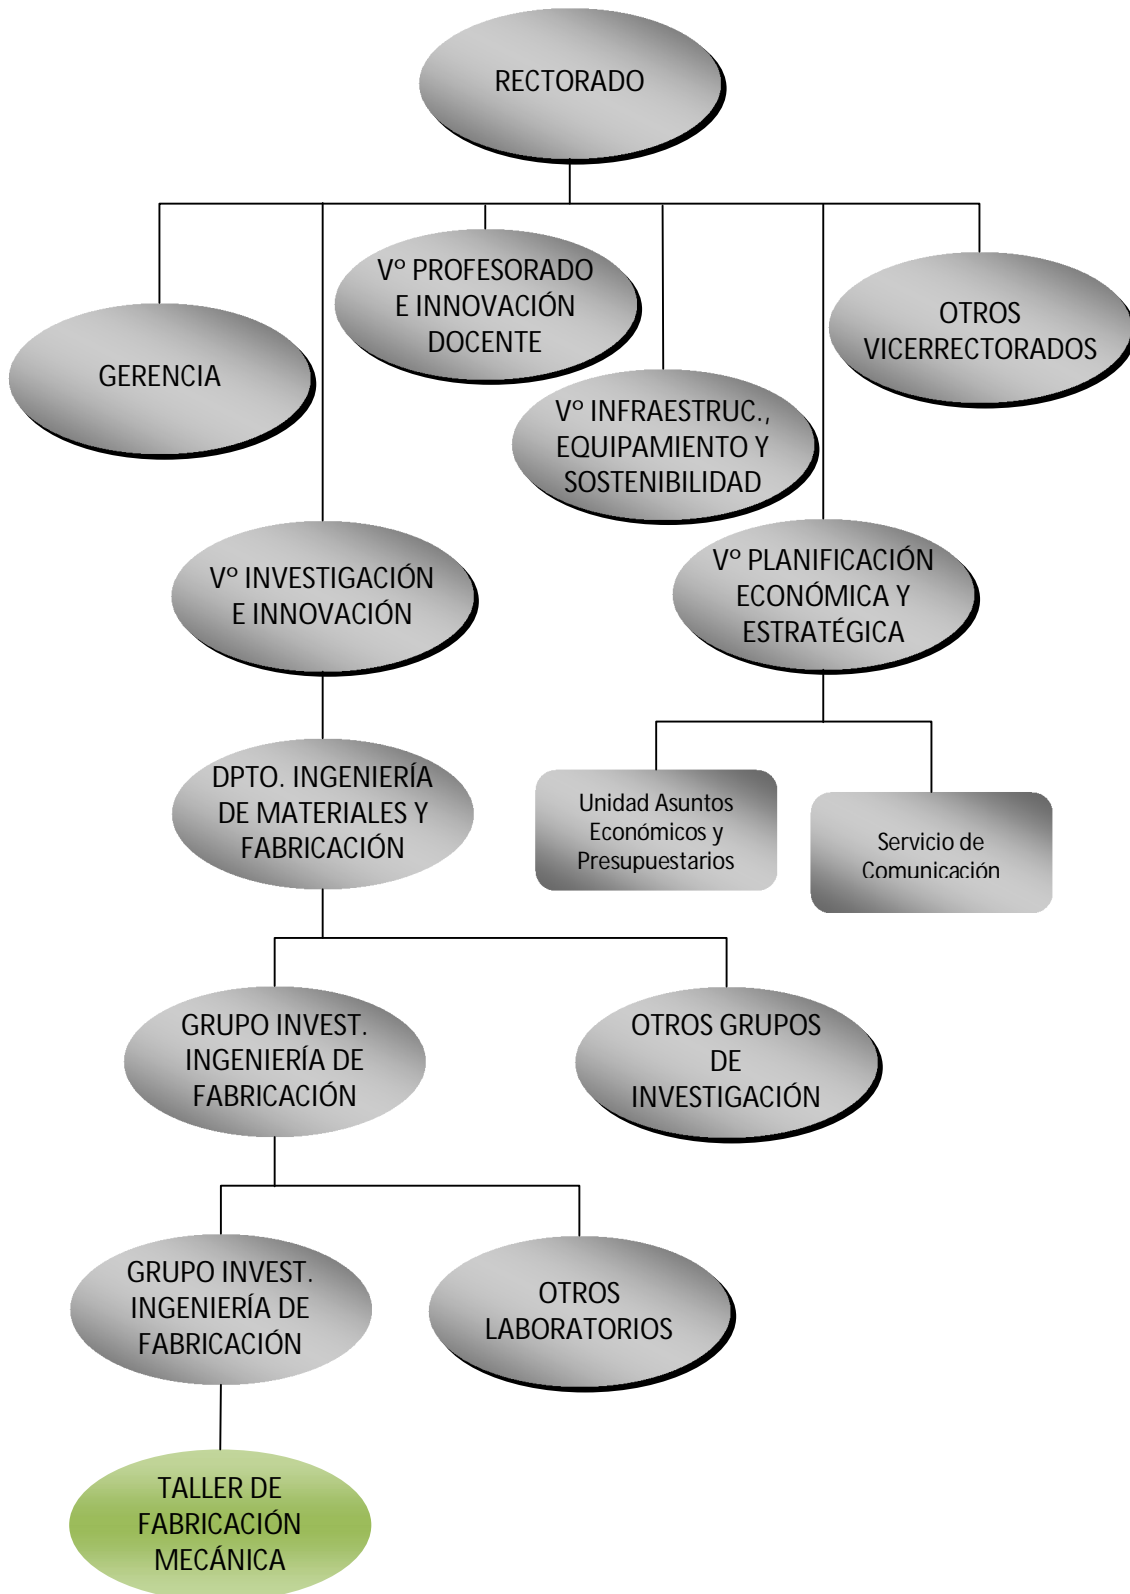 RECTORADO
Vº PROFESORADO
E INNOVACIÓN
DOCENTE
OTROS
VICERRECTORADOS
GERENCIA
Vº INFRAESTRUC.,
EQUIPAMIENTO Y
SOSTENIBILIDAD
Vº INVESTIGACIÓN
E INNOVACIÓN
Vº PLANIFICACIÓN
ECONÓMICA Y
ESTRATÉGICA
DPTO. INGENIERÍA
DE MATERIALES Y
FABRICACIÓN
Unidad Asuntos
Económicos y
Presupuestarios
Servicio de
Comunicación
GRUPO INVEST.
INGENIERÍA DE
FABRICACIÓN
OTROS GRUPOS
DE
INVESTIGACIÓN
GRUPO INVEST.
INGENIERÍA DE
FABRICACIÓN
OTROS
LABORATORIOS
TALLER DE
FABRICACIÓN
MECÁNICA